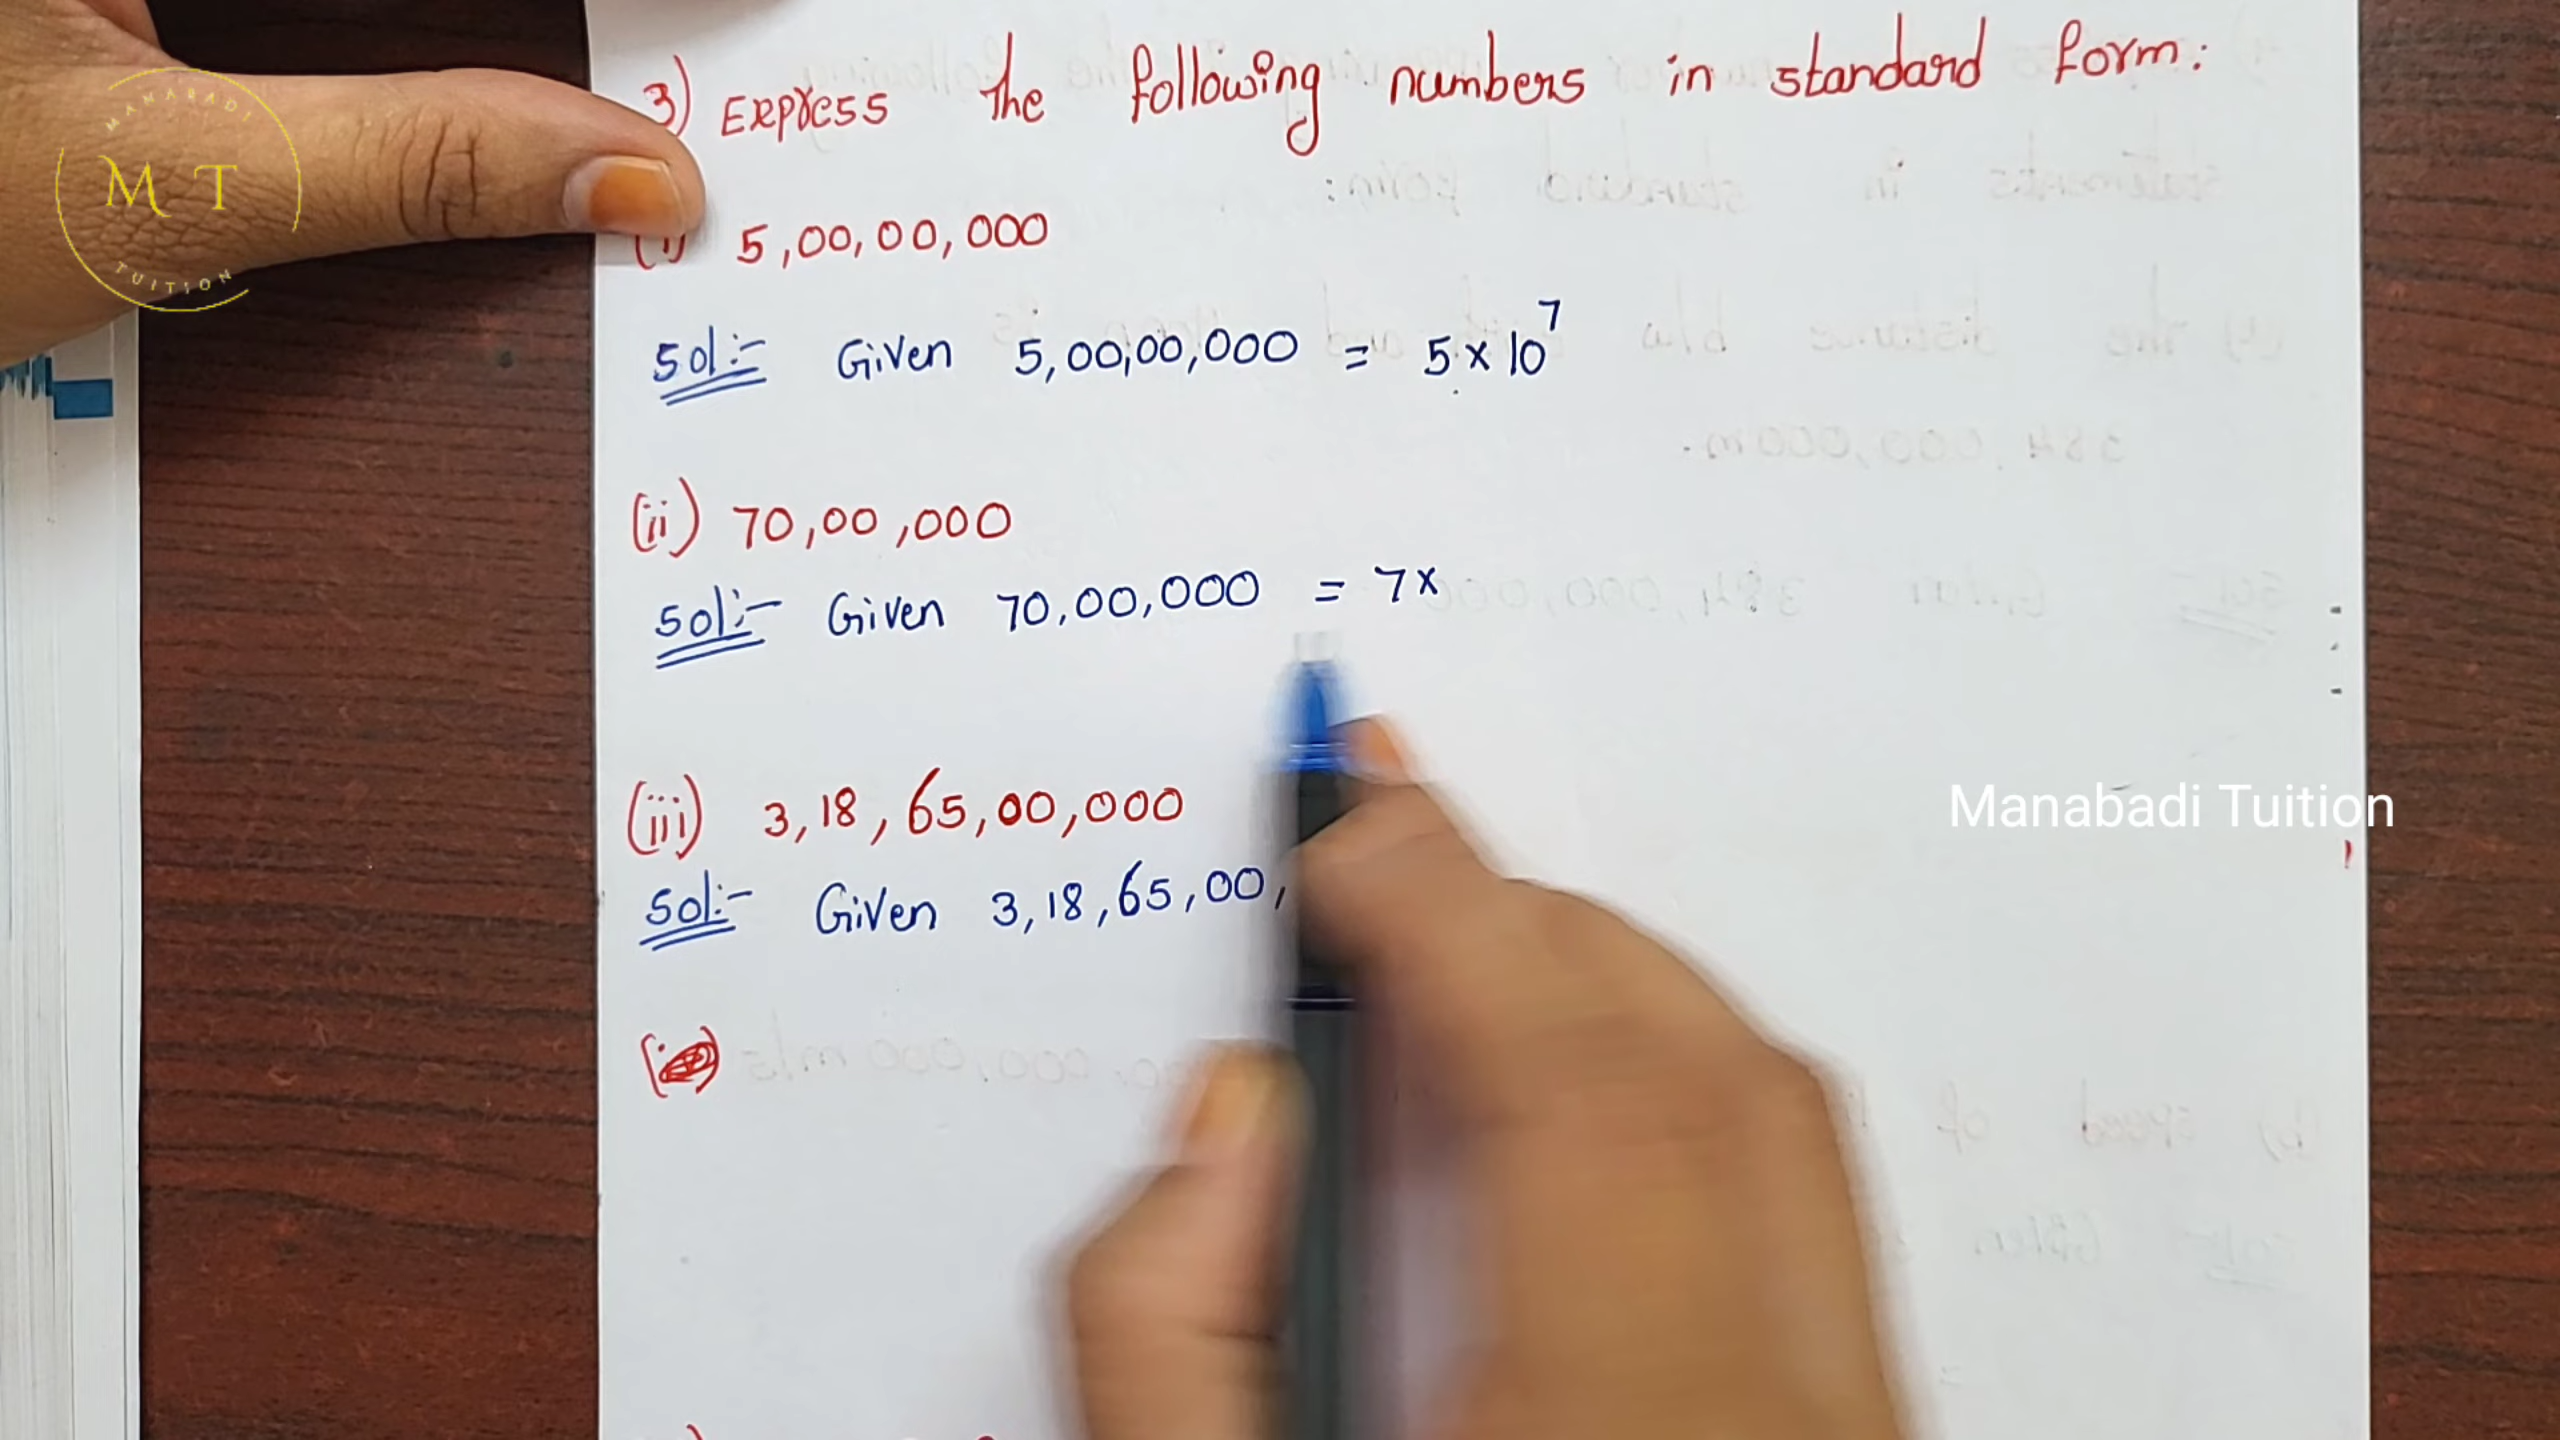 MANABADI
M T
TUITION
3) Express the following numbers in standard form:
(i) 5,00,00,000
Sol:- Given 5,00,00,000 = 5 × 10⁷
(ii) 70,00,000
Sol:- Given 70,00,000 = 7×
(iii) 3,18,65,00,000
Sol:- Given 3,18,65,00,
Manabadi Tuition